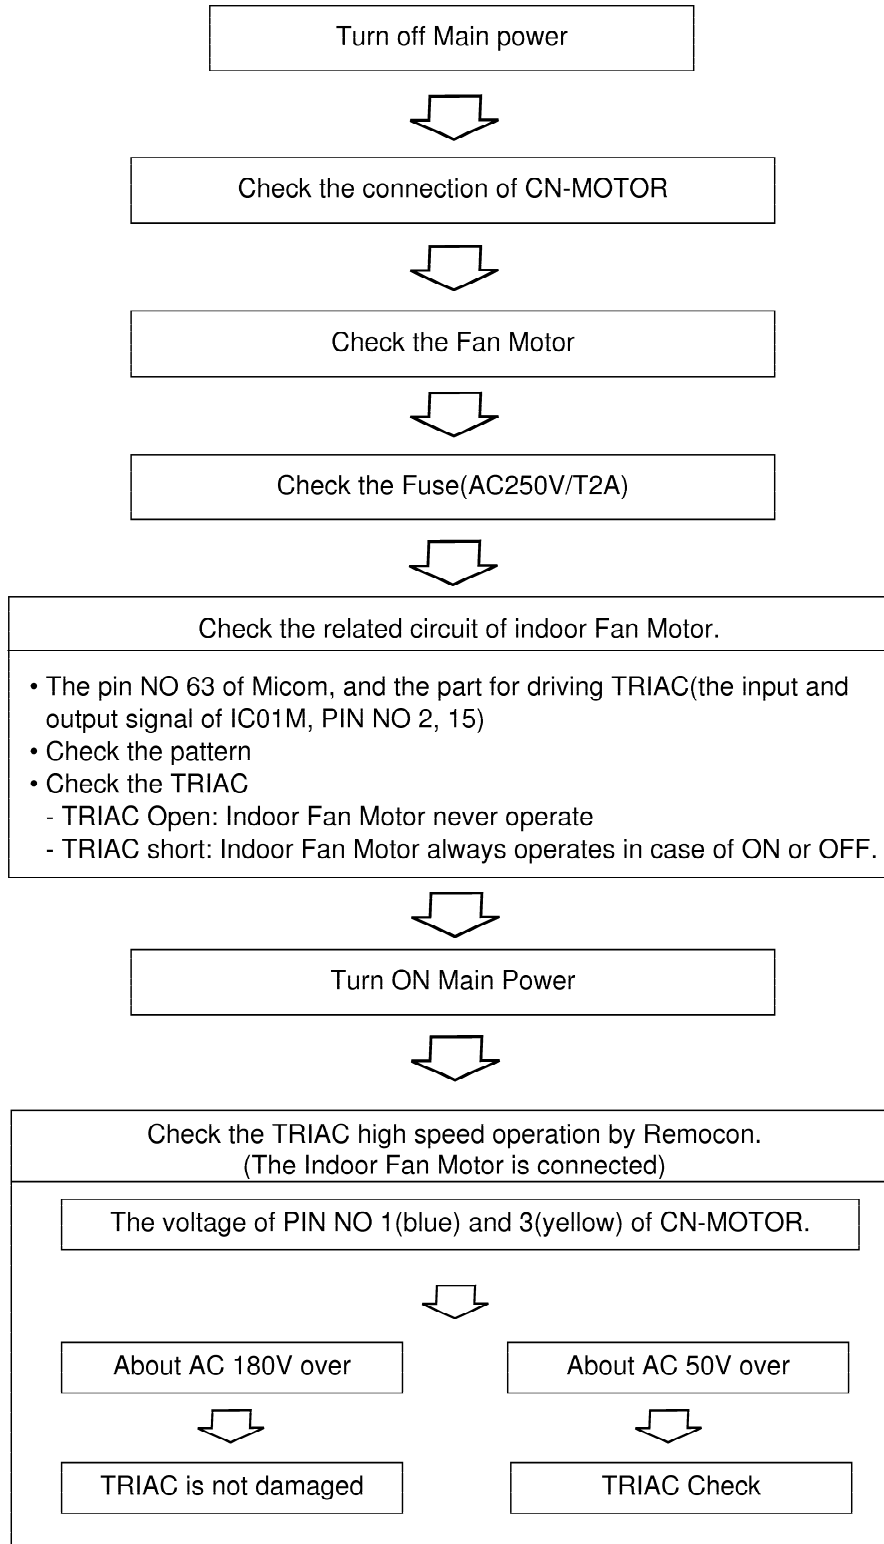 Turn off Main power
Check the connection of CN-MOTOR
Check the Fan Motor
Check the Fuse(AC250V/T2A)
Check the related circuit of indoor Fan Motor.
• The pin NO 63 of Micom, and the part for driving TRIAC(the input and
output signal of IC01M, PIN NO 2, 15)
• Check the pattern
• Check the TRIAC
- TRIAC Open: Indoor Fan Motor never operate
- TRIAC short: Indoor Fan Motor always operates in case of ON or OFF.
Turn ON Main Power
Check the TRIAC high speed operation by Remocon.
(The Indoor Fan Motor is connected)
The voltage of PIN NO 1(blue) and 3(yellow) of CN-MOTOR.
About AC 180V over
About AC 50V over
TRIAC is not damaged
TRIAC Check